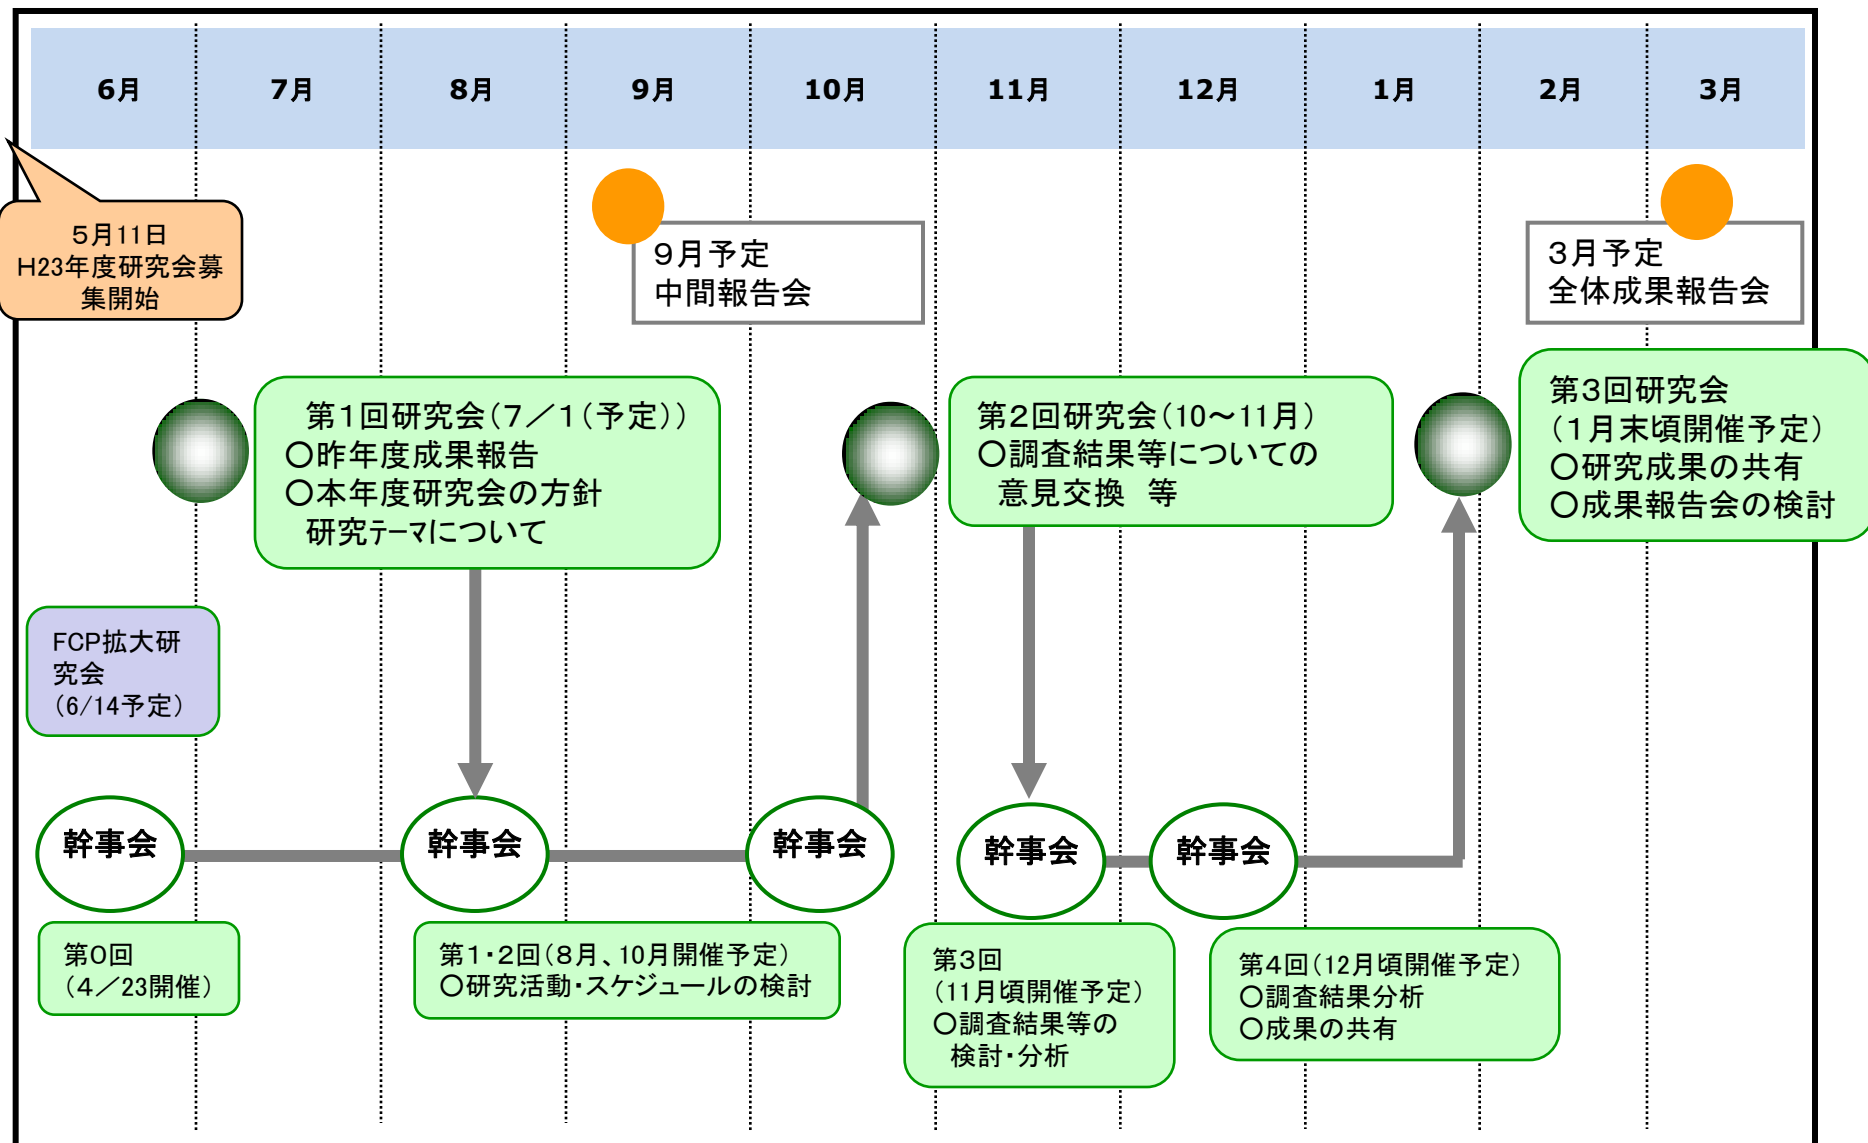 6月 7月 8月 9月 10月 11月 12月 1月 2月 3月
５月11日
H23年度研究会募
集開始
９月予定
中間報告会
３月予定
全体成果報告会
第１回研究会（７／１（予定））
○昨年度成果報告
○本年度研究会の方針
研究ﾃｰﾏについて
第２回研究会（10～11月）
○調査結果等についての
意見交換　等
第３回研究会
（１月末頃開催予定）
○研究成果の共有
○成果報告会の検討
FCP拡大研
究会
（6/14予定）
幹事会
幹事会
幹事会
幹事会
幹事会
第０回
（４／23開催）
第１・２回（８月、10月開催予定）
○研究活動・スケジュールの検討
第３回
（11月頃開催予定）
○調査結果等の
検討・分析
第４回（12月頃開催予定）
○調査結果分析
○成果の共有